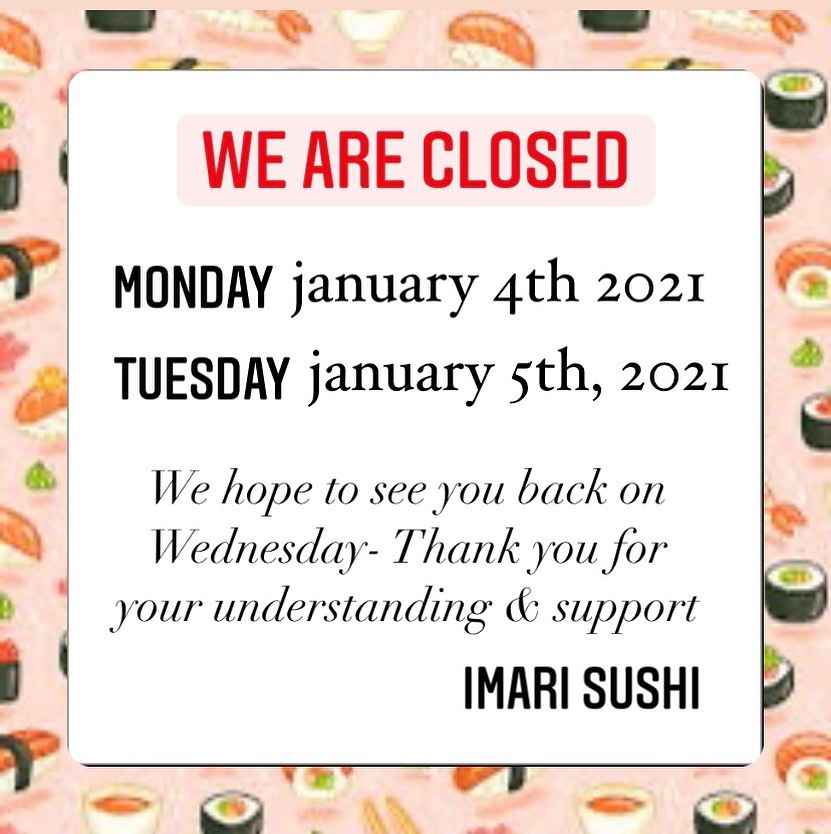 WE ARE CLOSED
MONDAY january 4th 2021
TUESDAY january 5th, 2021
We hope to see you back on
Wednesday- Thank you for
your understanding & support
IMARI SUSHI